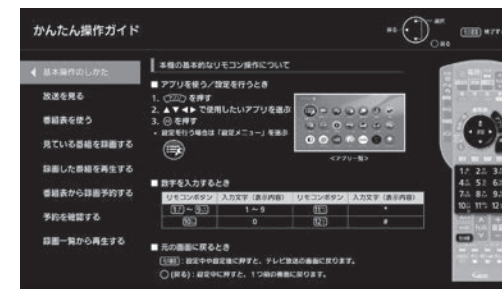 かんたん操作ガイド
選択
戻る
基本操作のしかた
放送を見る
番組表を使う
見ている番組を録画する
録画した番組を再生する
番組表から録画予約する
予約を確認する
録画一覧から再生する
本機の基本的なリモコン操作について
■ アプリを使う／設定を行うとき
1. を押す
2. ▲▼◀▶ で使用したいアプリを選ぶ
3. を押す
・設定を行う場合は「設定メニュー」を選ぶ
<アプリ一覧>
■ 数字を入力するとき
リモコンボタン 入力文字（表示内容） リモコンボタン 入力文字（表示内容）
～ 1～9 *
0 #
■ 元の画面に戻るとき
：設定中や設定後に押すと、テレビ放送の画面に戻ります。
(戻る)：設定中に押すと、1つ前の画面に戻ります。